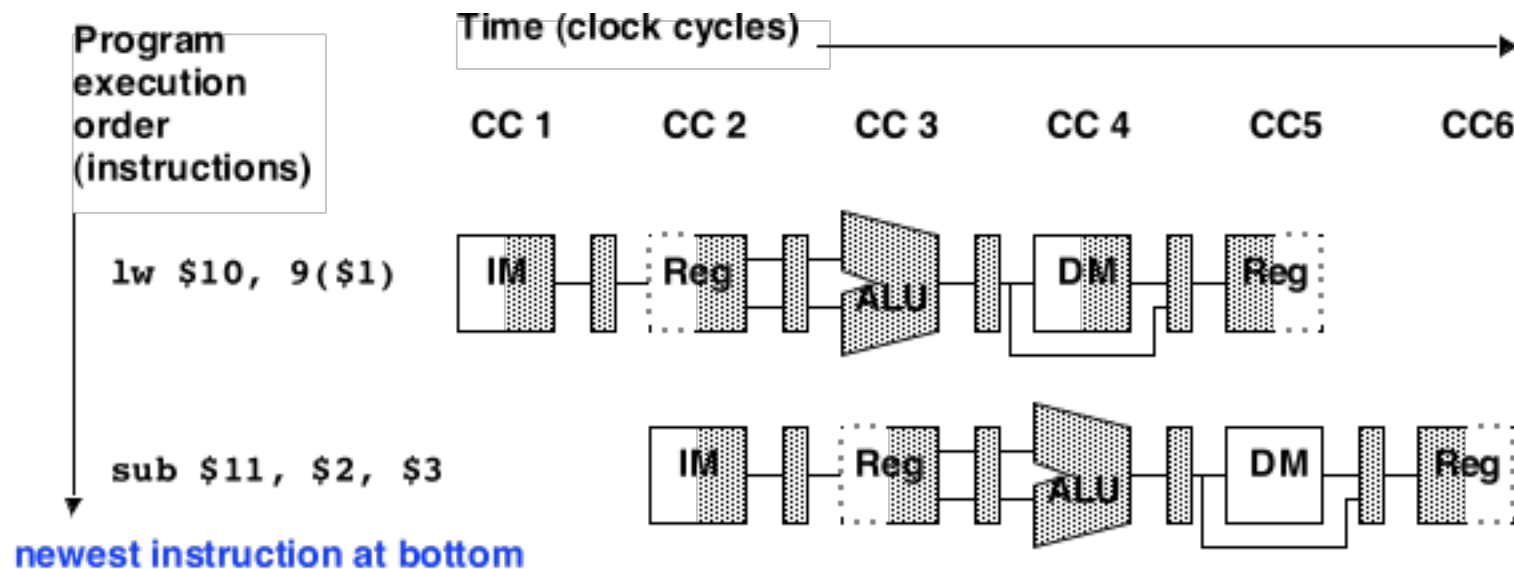 Program
execution
order
(instructions)
Time (clock cycles)
CC 1 CC 2 CC 3 CC 4 CC5 CC6
lw $10, 9($1)
IM Reg ALU DM Reg
sub $11, $2, $3
IM Reg ALU DM Reg
newest instruction at bottom